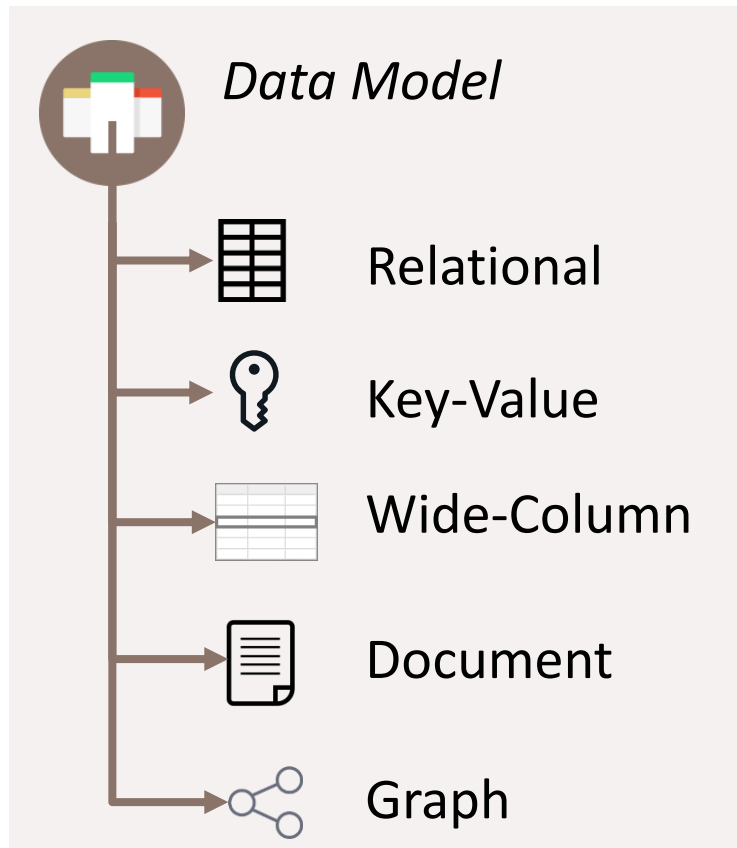 Data Model
Relational
Key-Value
Wide-Column
Document
Graph